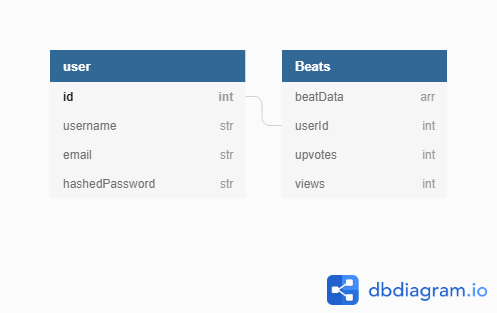 user
id int
username str
email str
hashedPassword str
Beats
beatData arr
userId int
upvotes int
views int
dbdiagram.io